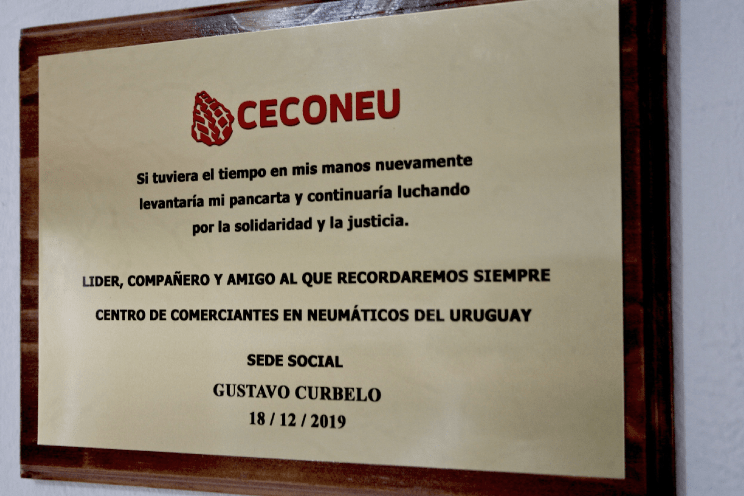 CECONEU
Si tuviera el tiempo en mis manos nuevamente
levantaría mi pancarta y continuaría luchando
por la solidaridad y la justicia.
LIDER, COMPAÑERO Y AMIGO AL QUE RECORDAREMOS SIEMPRE
CENTRO DE COMERCIANTES EN NEUMÁTICOS DEL URUGUAY
SEDE SOCIAL
GUSTAVO CURBELO
18 / 12 / 2019